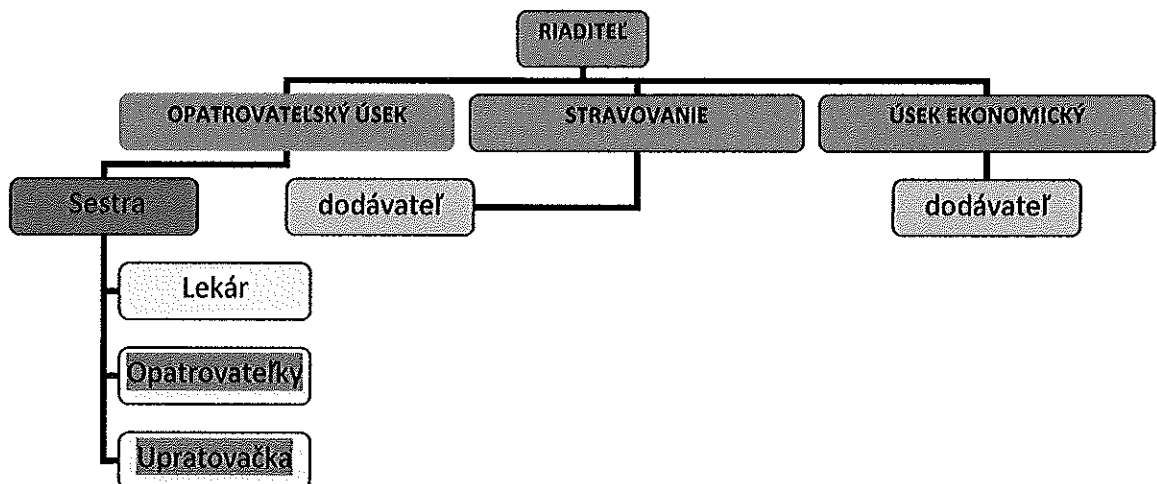 RIADITEĽ
OPATROVATEĽSKÝ ÚSEK
STRAVOVANIE
ÚSEK EKONOMICKÝ
Sestra
dodávateľ
dodávateľ
Lekár
Opatrovateľky
Upratovačka